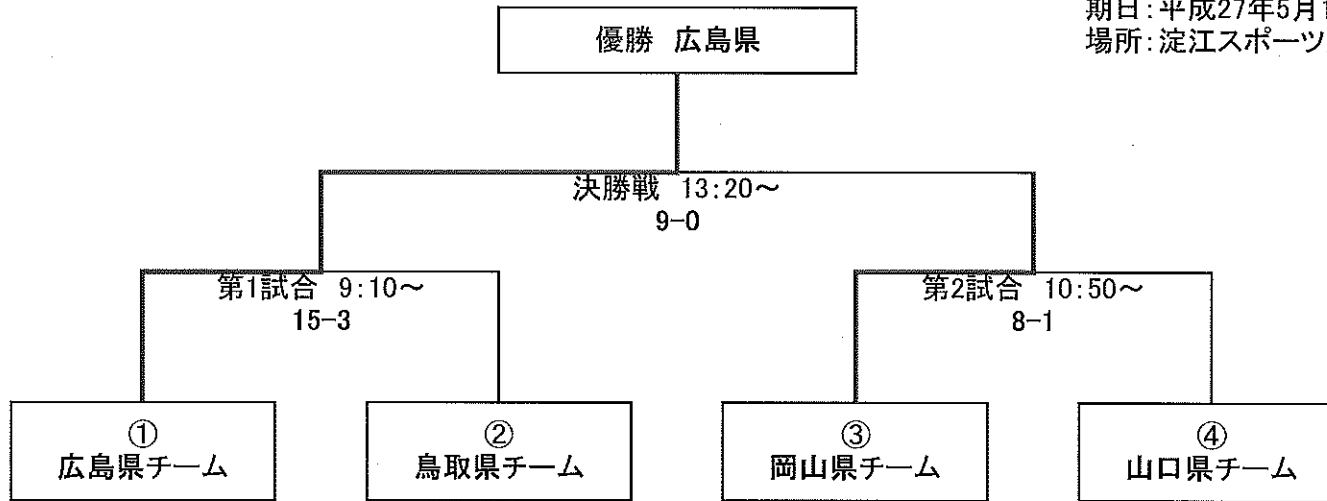 期日：平成27年5月1
場所：淀江スポーツ
優勝 広島県
決勝戦 13:20～
9-0
第1試合 9:10～
15-3
第2試合 10:50～
8-1
①
広島県チーム
②
鳥取県チーム
③
岡山県チーム
④
山口県チーム